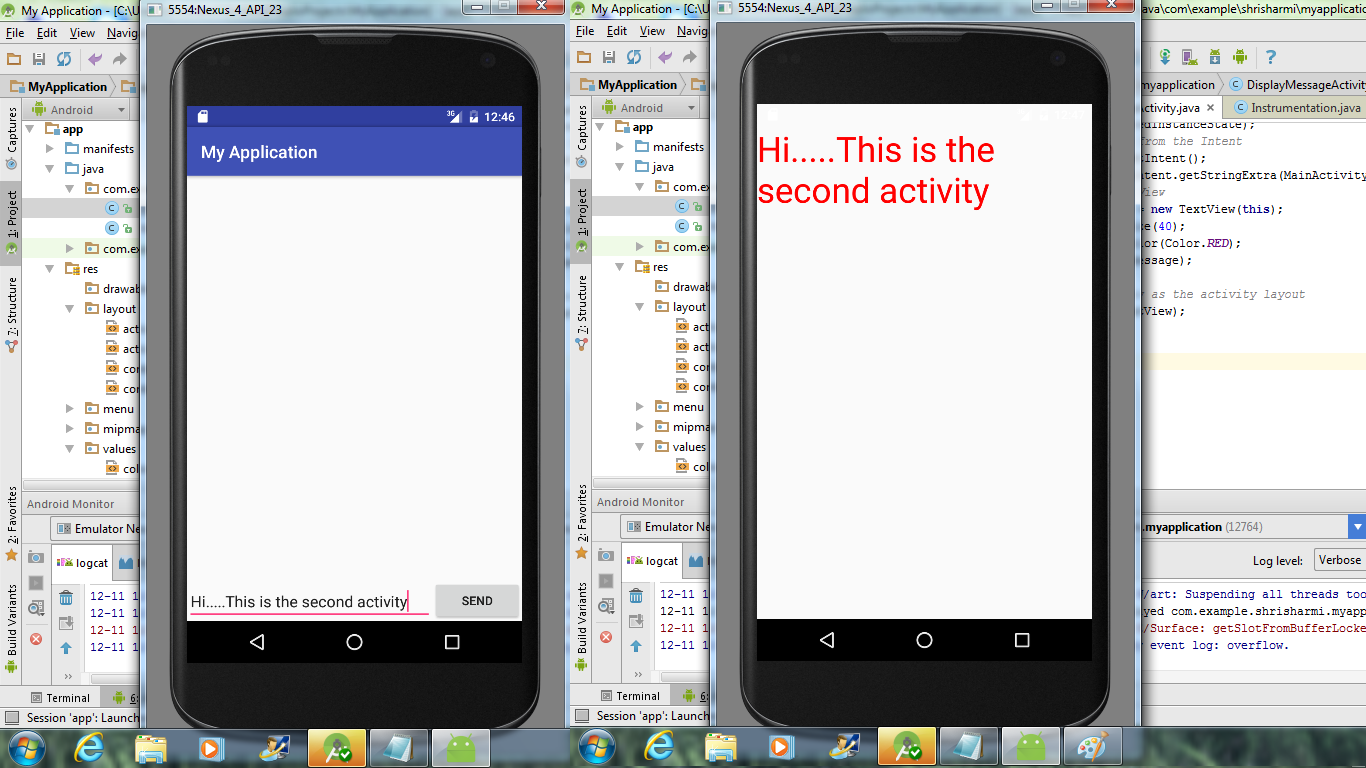 My Application - [C:\U
5554:Nexus_4_API_23
File Edit View Navig
MyApplication
Android
app
manifests
java
com.ex
com.ex
res
drawab
layout
act
act
cor
cor
menu
mipma
values
col
Captures
1: Project
7: Structure
2: Favorites
Build Variants
Android Monitor
Emulator Ne
logcat
12-11 1
12-11 1
12-11 1
12-11 1
Terminal
6:
Session 'app': Launch
3G
12:46
My Application
Hi.....This is the second activity
SEND
My Application - [C:\U
5554:Nexus_4_API_23
File Edit View Navig
MyApplication
Android
app
manifests
java
com.ex
com.ex
res
drawab
layout
act
act
cor
cor
menu
mipma
values
col
Captures
1: Project
7: Structure
2: Favorites
Build Variants
Android Monitor
Emulator Ne
logcat
12-11 1
12-11 1
12-11 1
12-11 1
Terminal
6:
Session 'app': Launch
Hi.....This is the
second activity
ava\com\example\shrisharmi\myapplicatio
myapplication
DisplayMessageActivity
ctivity.java
Instrumentation.java
edInstanceState);
from the Intent
tIntent();
ntent.getStringExtra(MainActivity
View
= new TextView(this);
ze(40);
lor(Color.RED);
essage);
w as the activity layout
tView);
.myapplication (12764)
Log level:
Verbose
/art: Suspending all threads too
yed com.example.shrisharmi.myapp
/Surface: getSlotFromBufferLocke
event log: overflow.